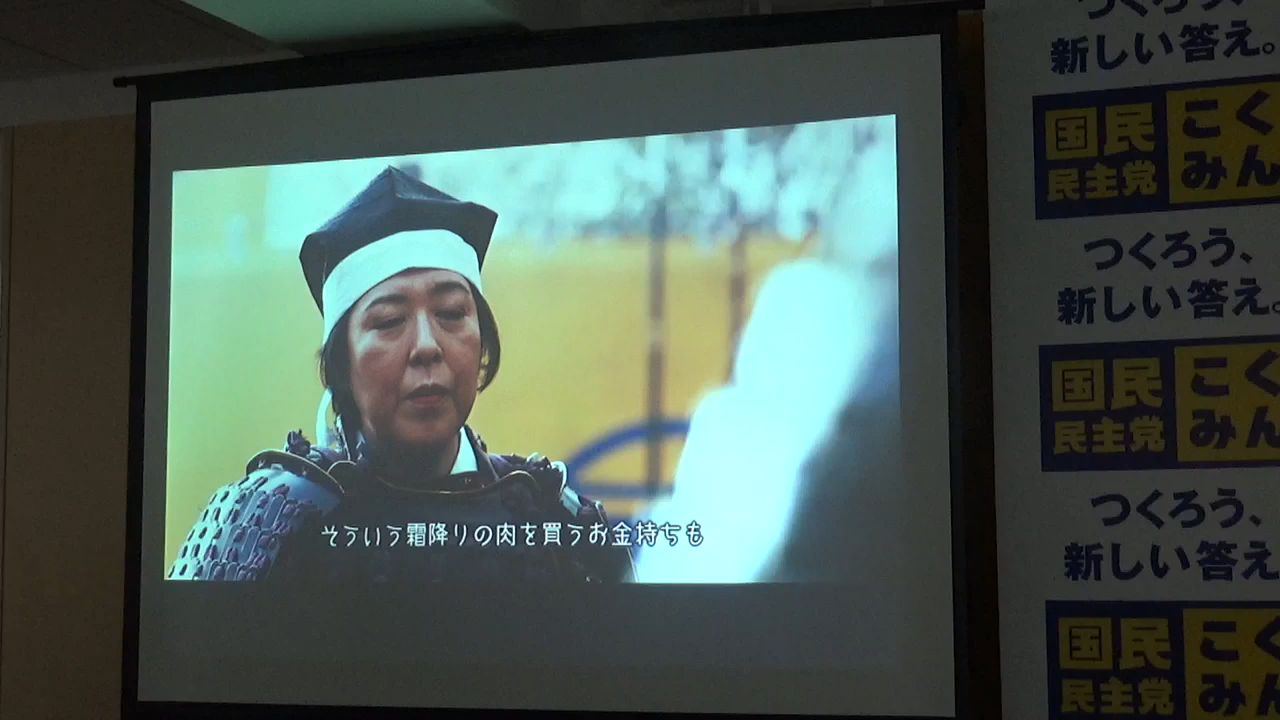 そういう霜降りの肉を買うお金持ちも
つくろう、
新しい答え。
国民
民主党
こく
みん
つくろう、
新しい答え。
国民
民主党
こく
みん
つくろう、
新しい答え
国民
民主党
こく
みん